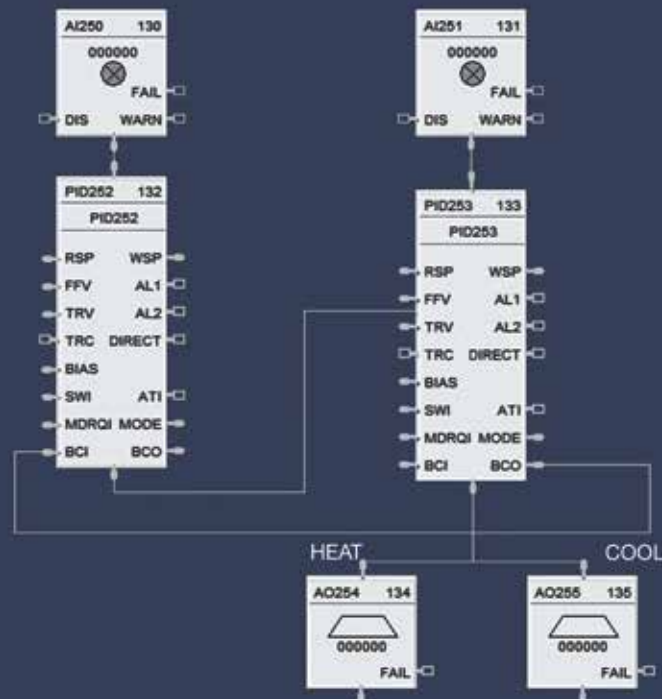 AI250 130
000000
FAIL
DIS WARN
AI251 131
000000
FAIL
DIS WARN
PID252 132
PID252
RSP WSP
FFV AL1
TRV AL2
TRC DIRECT
BIAS
SWI ATI
MDRQI MODE
BCI BCO
PID253 133
PID253
RSP WSP
FFV AL1
TRV AL2
TRC DIRECT
BIAS
SWI ATI
MDRQI MODE
BCI BCO
HEAT
COOL
AO254 134
000000
FAIL
AO255 135
000000
FAIL